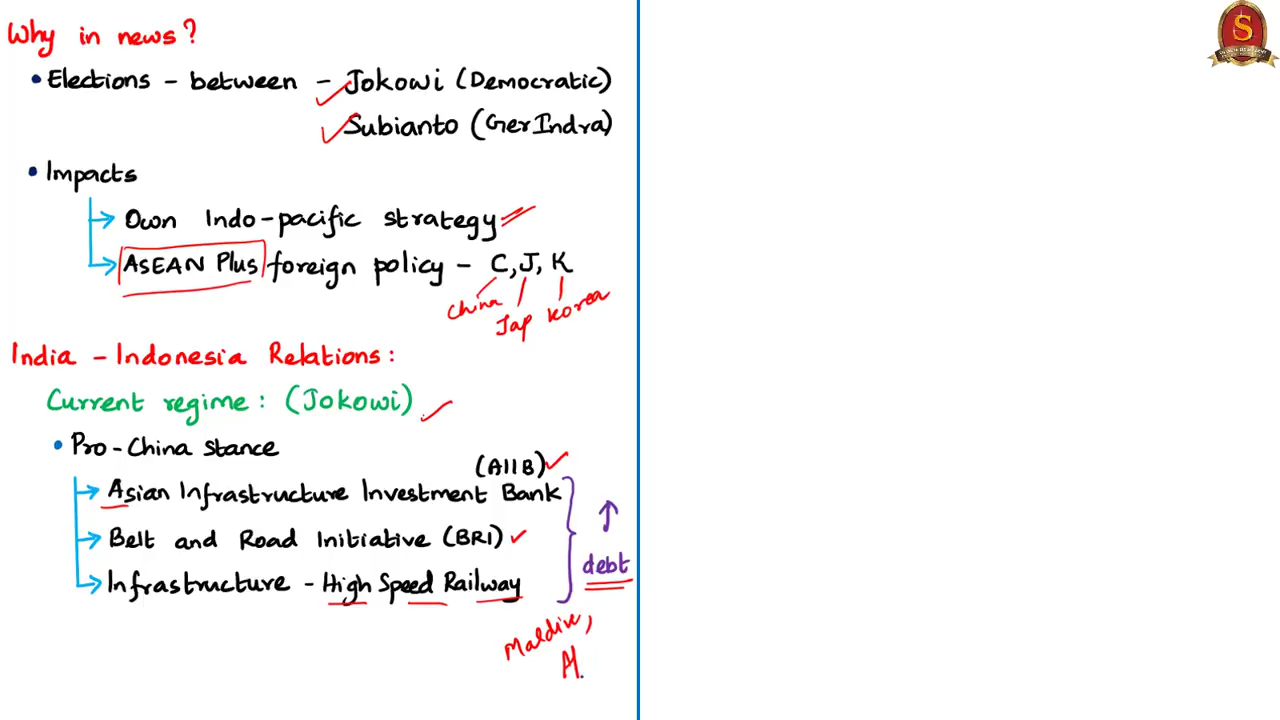 Why in news?
• Elections - between - Jokowi (Democratic)
Subianto (GerIndra)
• Impacts
Own Indo-pacific strategy
ASEAN Plus foreign policy - C, J, K
China Jap Korea
India - Indonesia Relations:
Current regime: (Jokowi)
• Pro-China stance
(AIIB)
Asian Infrastructure Investment Bank
Belt and Road Initiative (BRI)
Infrastructure - High Speed Railway
↑
debt
Maldive,
S